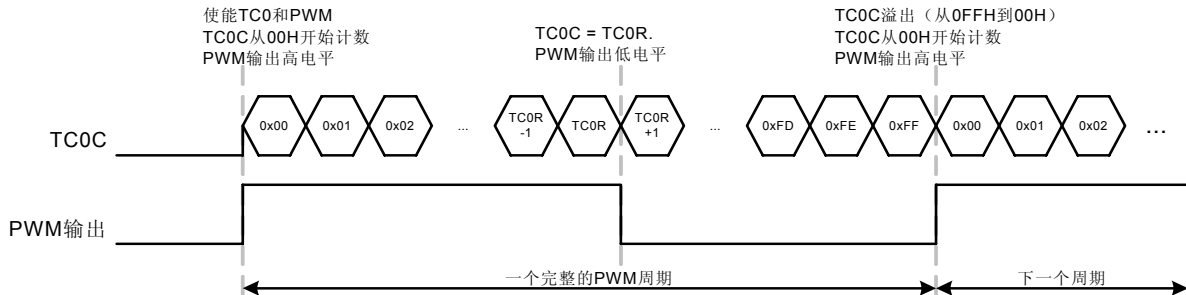 使能TC0和PWM
TC0C从00H开始计数
PWM输出高电平
TC0C = TC0R.
PWM输出低电平
TC0C溢出（从0FFH到00H）
TC0C从00H开始计数
PWM输出高电平
TC0C
0x00
0x01
0x02
...
TC0R
-1
TC0R
TC0R
+1
...
0xFD
0xFE
0xFF
0x00
0x01
0x02
...
PWM输出
一个完整的PWM周期
下一个周期